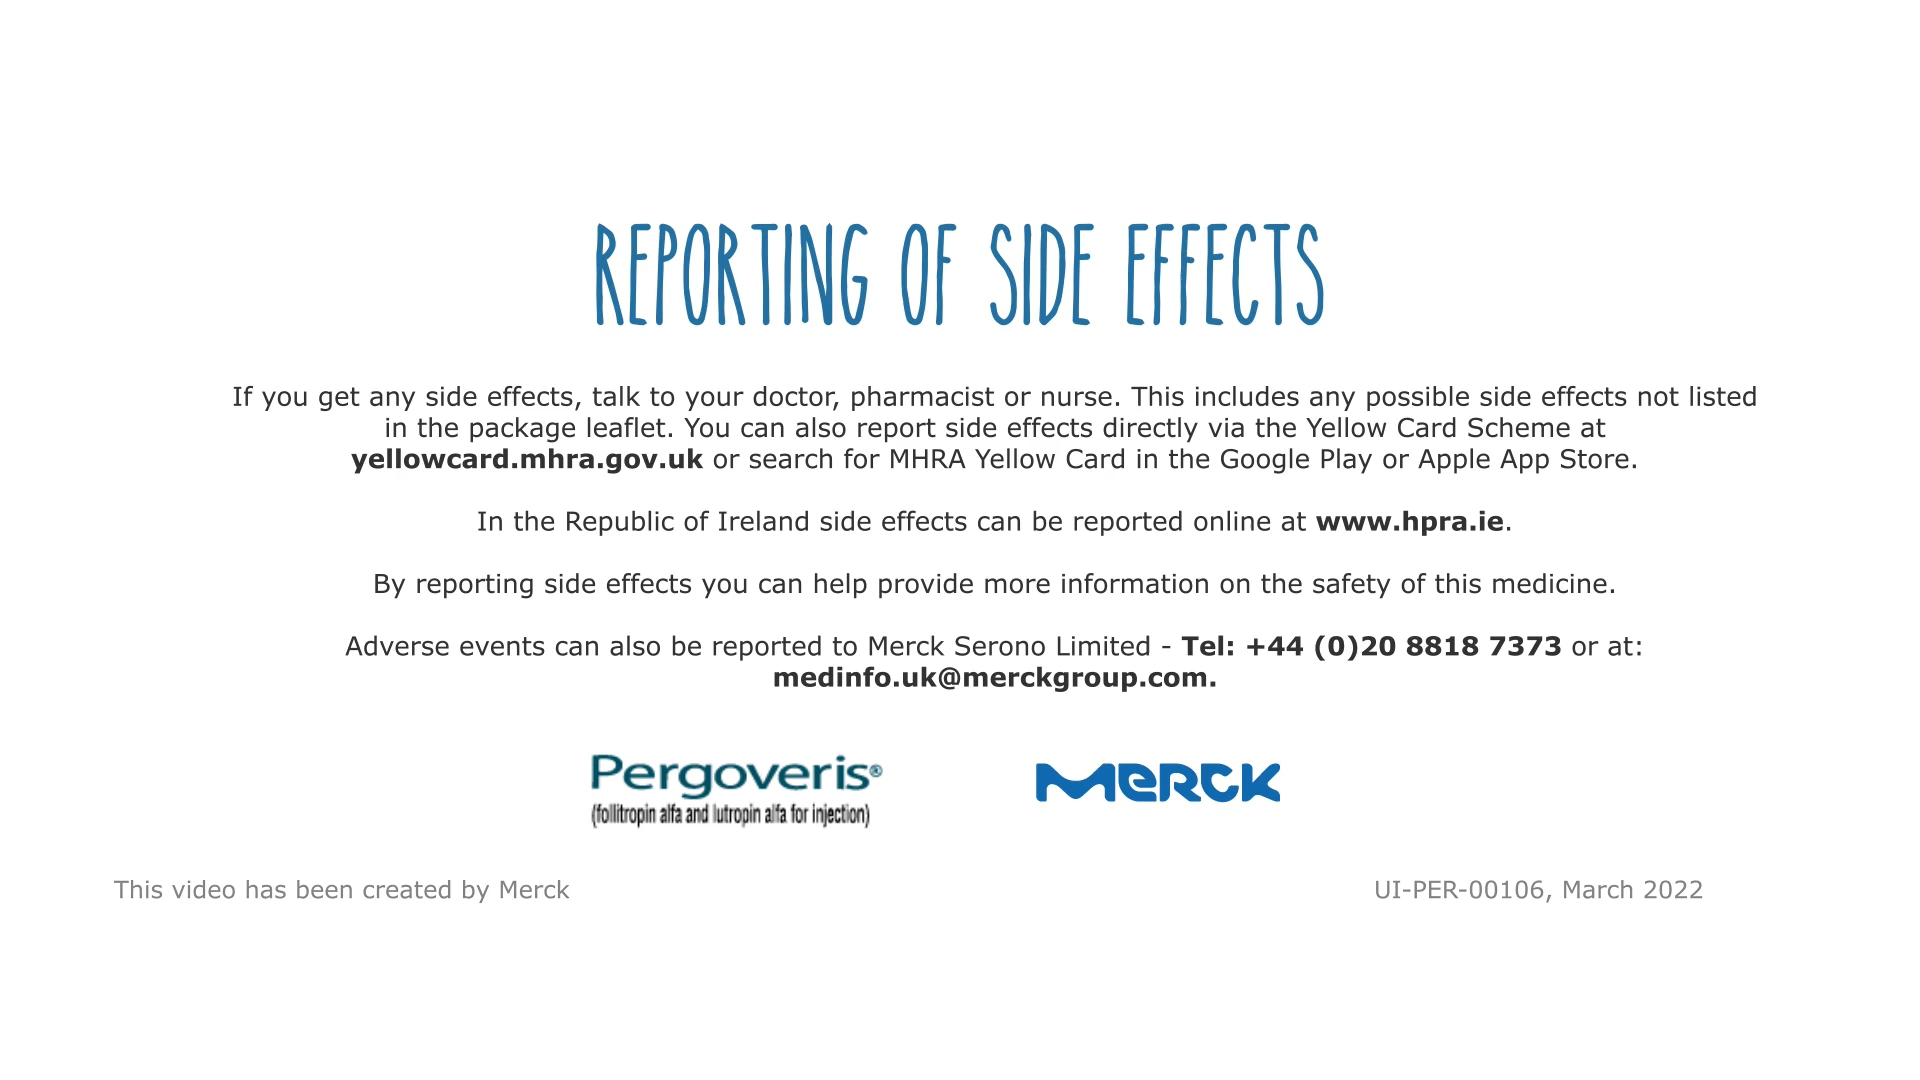 REPORTING OF SIDE EFFECTS
If you get any side effects, talk to your doctor, pharmacist or nurse. This includes any possible side effects not listed
in the package leaflet. You can also report side effects directly via the Yellow Card Scheme at
yellowcard.mhra.gov.uk or search for MHRA Yellow Card in the Google Play or Apple App Store.
In the Republic of Ireland side effects can be reported online at www.hpra.ie.
By reporting side effects you can help provide more information on the safety of this medicine.
Adverse events can also be reported to Merck Serono Limited - Tel: +44 (0)20 8818 7373 or at:
medinfo.uk@merckgroup.com.
Pergoveris®
(follitropin alfa and lutropin alfa for injection)
MERCK
This video has been created by Merck
UI-PER-00106, March 2022